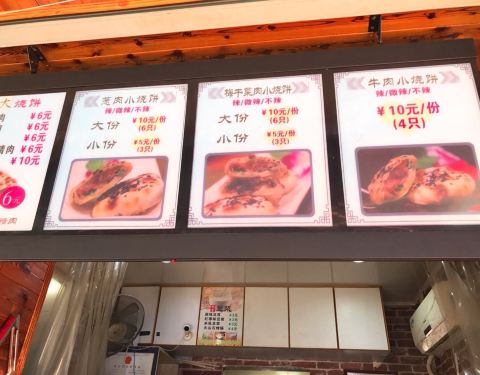 大烧饼
¥6元
¥6元
¥6元
精肉 ¥6元
¥10元
6元
葱肉小烧饼
辣/微辣/不辣
大份 ¥10元/份
(6只)
小份 ¥5元/份
(3只)
梅干菜肉小烧饼
辣/微辣/不辣
大份 ¥10元/份
(6只)
小份 ¥5元/份
(3只)
牛肉小烧饼
辣/微辣/不辣
¥10元/份
(4只)